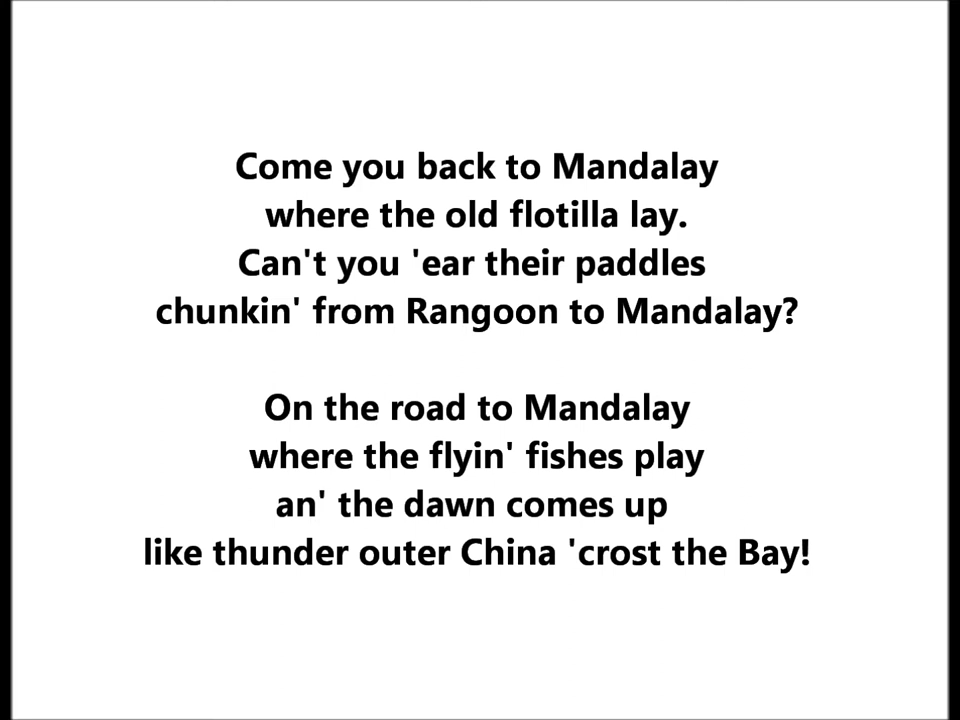 Come you back to Mandalay
where the old flotilla lay.
Can't you 'ear their paddles
chunkin' from Rangoon to Mandalay?
On the road to Mandalay
where the flyin' fishes play
an' the dawn comes up
like thunder outer China 'crost the Bay!